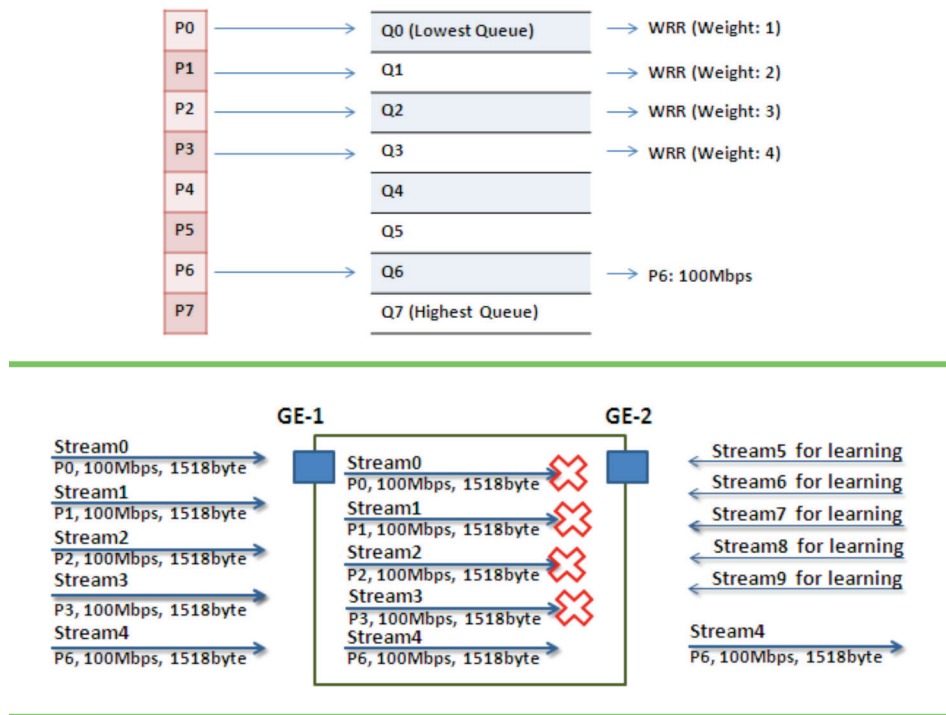 P0
Q0 (Lowest Queue)
WRR (Weight: 1)
P1
Q1
WRR (Weight: 2)
P2
Q2
WRR (Weight: 3)
P3
Q3
WRR (Weight: 4)
P4
Q4
P5
Q5
P6
Q6
P6: 100Mbps
P7
Q7 (Highest Queue)
GE-1
GE-2
Stream0
P0, 100Mbps, 1518byte
Stream1
P1, 100Mbps, 1518byte
Stream2
P2, 100Mbps, 1518byte
Stream3
P3, 100Mbps, 1518byte
Stream4
P6, 100Mbps, 1518byte
Stream0
P0, 100Mbps, 1518byte
Stream1
P1, 100Mbps, 1518byte
Stream2
P2, 100Mbps, 1518byte
Stream3
P3, 100Mbps, 1518byte
Stream4
P6, 100Mbps, 1518byte
Stream5 for learning
Stream6 for learning
Stream7 for learning
Stream8 for learning
Stream9 for learning
Stream4
P6, 100Mbps, 1518byte